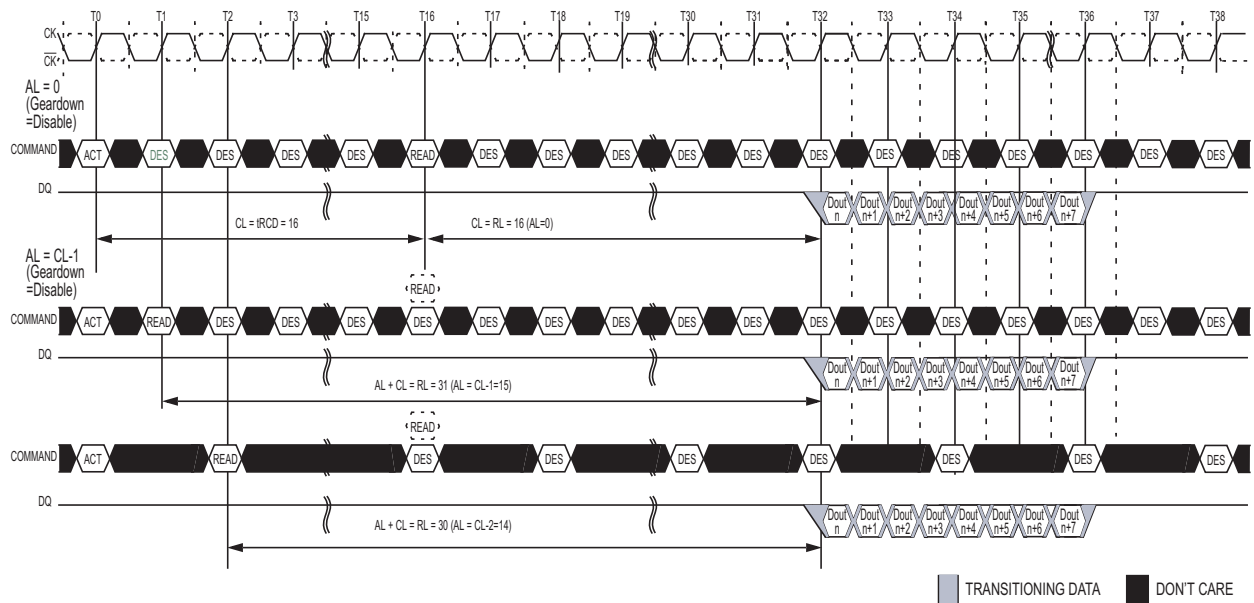 T0 T1 T2 T3 T15 T16 T17 T18 T19 T30 T31 T32 T33 T34 T35 T36 T37 T38
CK
CK
AL = 0
(Geardown
=Disable)
COMMAND ACT DES DES DES DES READ DES DES DES DES DES DES DES DES DES DES DES DES
DQ
Dout Dout Dout Dout Dout Dout Dout Dout
n n+1 n+2 n+3 n+4 n+5 n+6 n+7
CL = tRCD = 16 CL = RL = 16 (AL=0)
AL = CL-1
(Geardown
=Disable)
READ
COMMAND ACT READ DES DES DES DES DES DES DES DES DES DES DES DES DES DES DES DES
DQ
Dout Dout Dout Dout Dout Dout Dout Dout
n n+1 n+2 n+3 n+4 n+5 n+6 n+7
AL + CL = RL = 31 (AL = CL-1=15)
READ
COMMAND ACT READ DES DES DES DES DES DES DES
DQ
Dout Dout Dout Dout Dout Dout Dout Dout
n n+1 n+2 n+3 n+4 n+5 n+6 n+7
AL + CL = RL = 30 (AL = CL-2=14)
TRANSITIONING DATA DON'T CARE